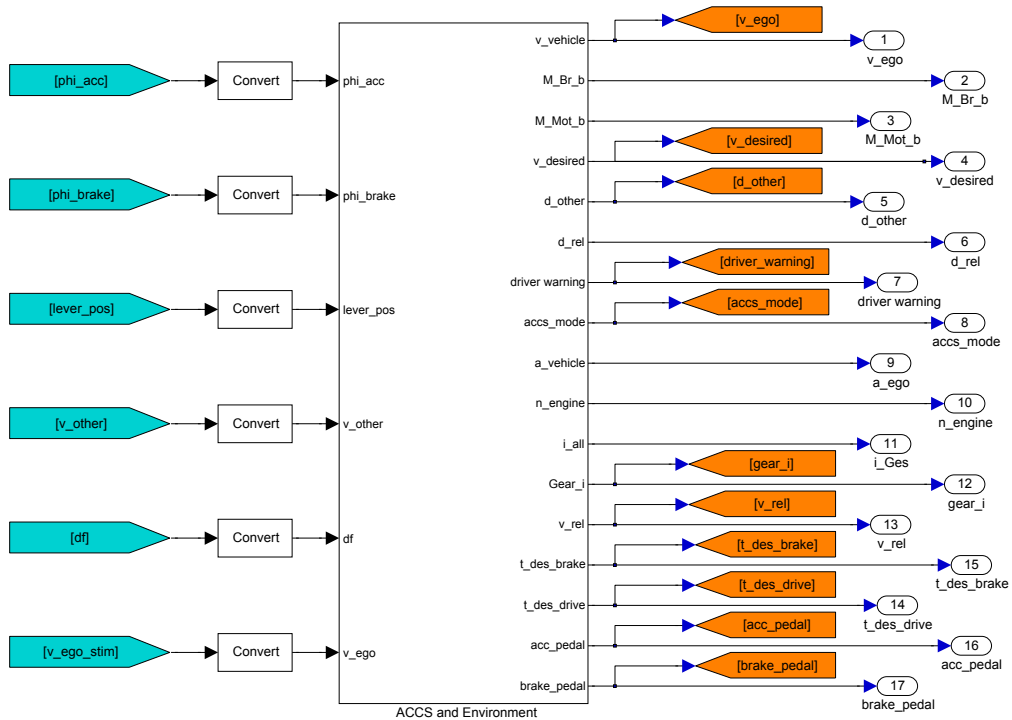 [phi_acc]
Convert
phi_acc
[phi_brake]
Convert
phi_brake
[lever_pos]
Convert
lever_pos
[v_other]
Convert
v_other
[df]
Convert
df
[v_ego_stim]
Convert
v_ego
ACCS and Environment
v_vehicle
[v_ego]
1
v_ego
M_Br_b
2
M_Br_b
M_Mot_b
3
M_Mot_b
v_desired
[v_desired]
4
v_desired
d_other
[d_other]
5
d_other
d_rel
6
d_rel
driver warning
[driver_warning]
7
driver warning
accs_mode
[accs_mode]
8
accs_mode
a_vehicle
9
a_ego
n_engine
10
n_engine
i_all
11
i_Ges
Gear_i
[gear_i]
12
gear_i
v_rel
[v_rel]
13
v_rel
t_des_brake
[t_des_brake]
15
t_des_brake
t_des_drive
[t_des_drive]
14
t_des_drive
acc_pedal
[acc_pedal]
16
acc_pedal
brake_pedal
[brake_pedal]
17
brake_pedal